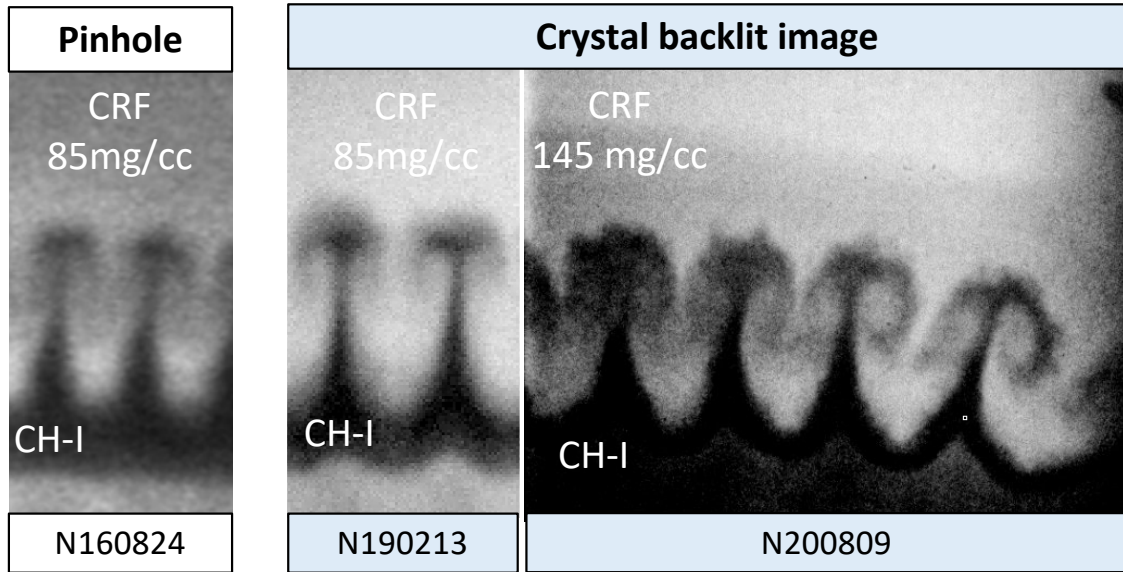 Pinhole
Crystal backlit image
CRF
85mg/cc
CRF
85mg/cc
CRF
145 mg/cc
CH-I
CH-I
CH-I
N160824
N190213
N200809